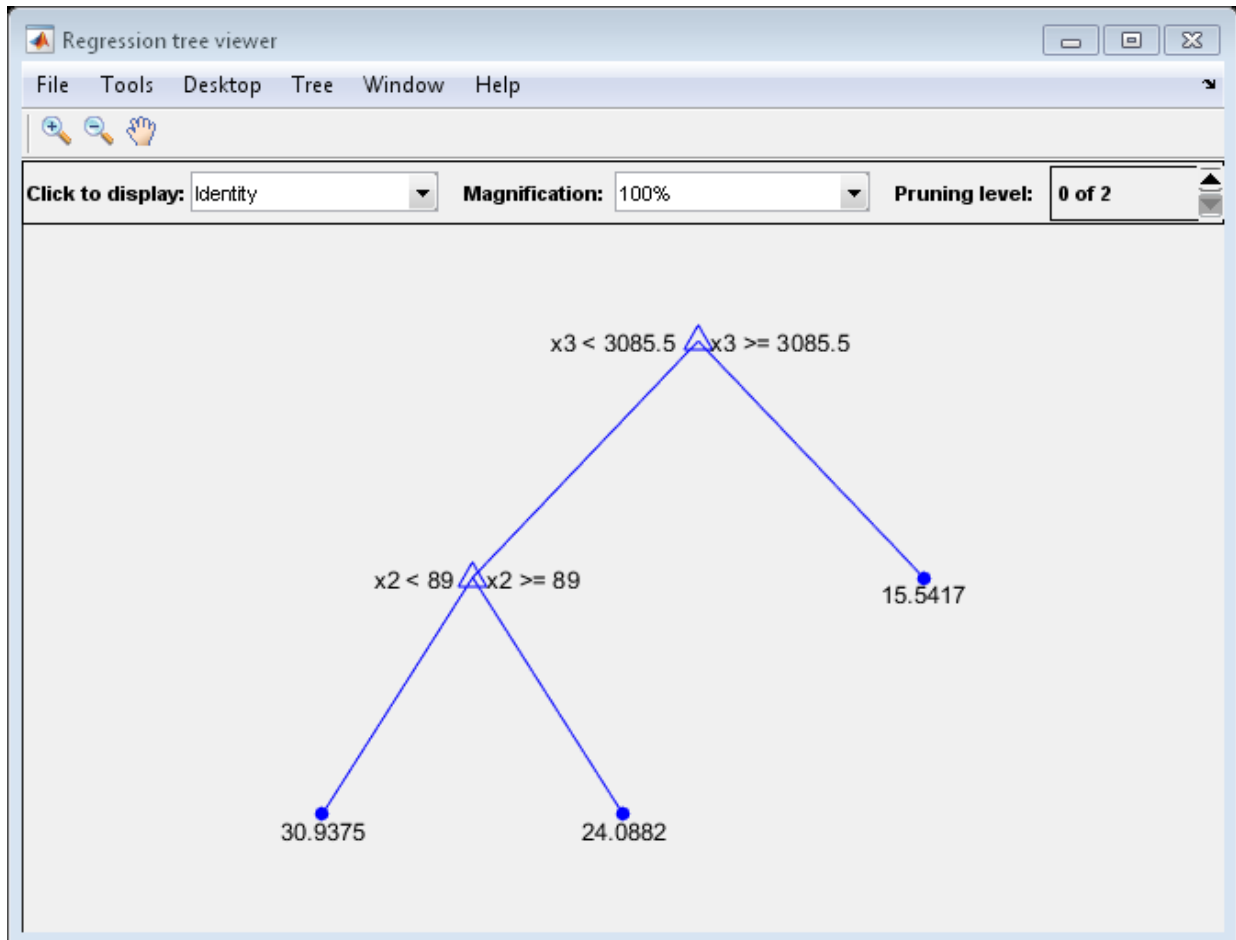 Regression tree viewer
File Tools Desktop Tree Window Help
Click to display: Identity Magnification: 100% Pruning level: 0 of 2
x3 < 3085.5 x3 >= 3085.5
x2 < 89 x2 >= 89
15.5417
30.9375 24.0882